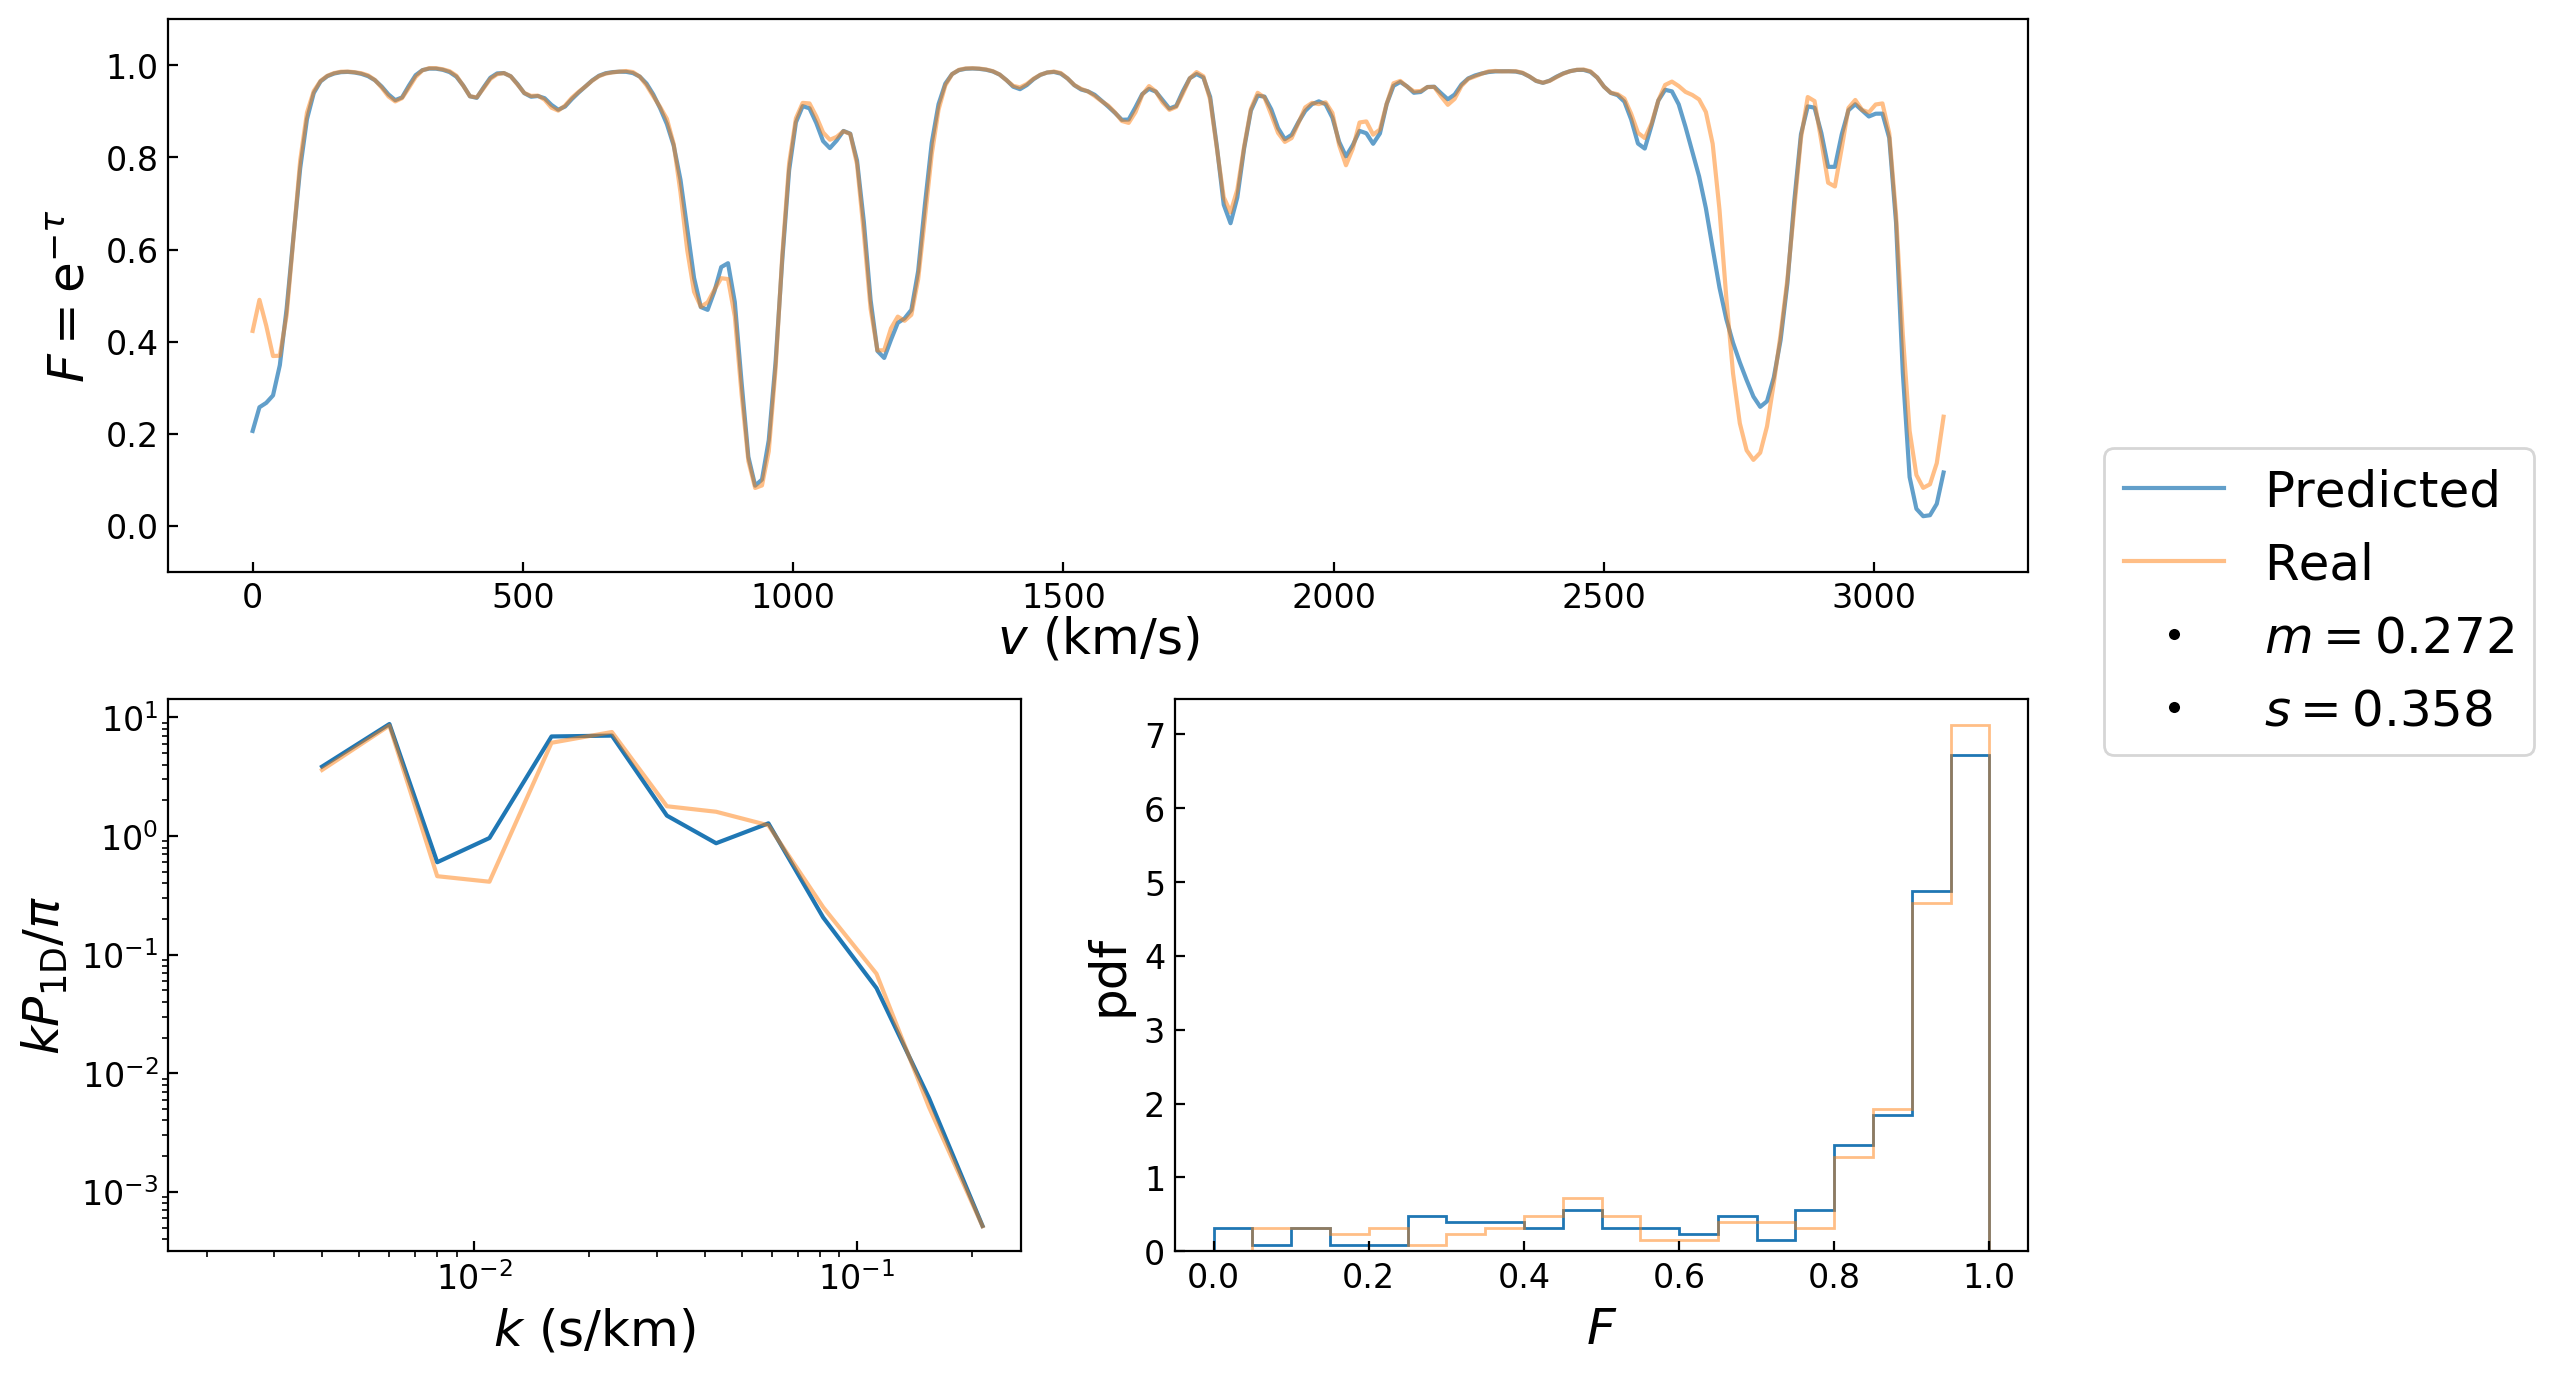 1.0
0.8
0.6
0.4
0.2
0.0
F = e^{−τ}
0 500 1000 1500 2000 2500 3000
v (km/s)
Predicted
Real
m = 0.272
s = 0.358
10^1
10^0
10^{−1}
10^{−2}
10^{−3}
kP_{1D}/π
10^{−2} 10^{−1}
k (s/km)
7
6
5
4
3
2
1
0
pdf
0.0 0.2 0.4 0.6 0.8 1.0
F